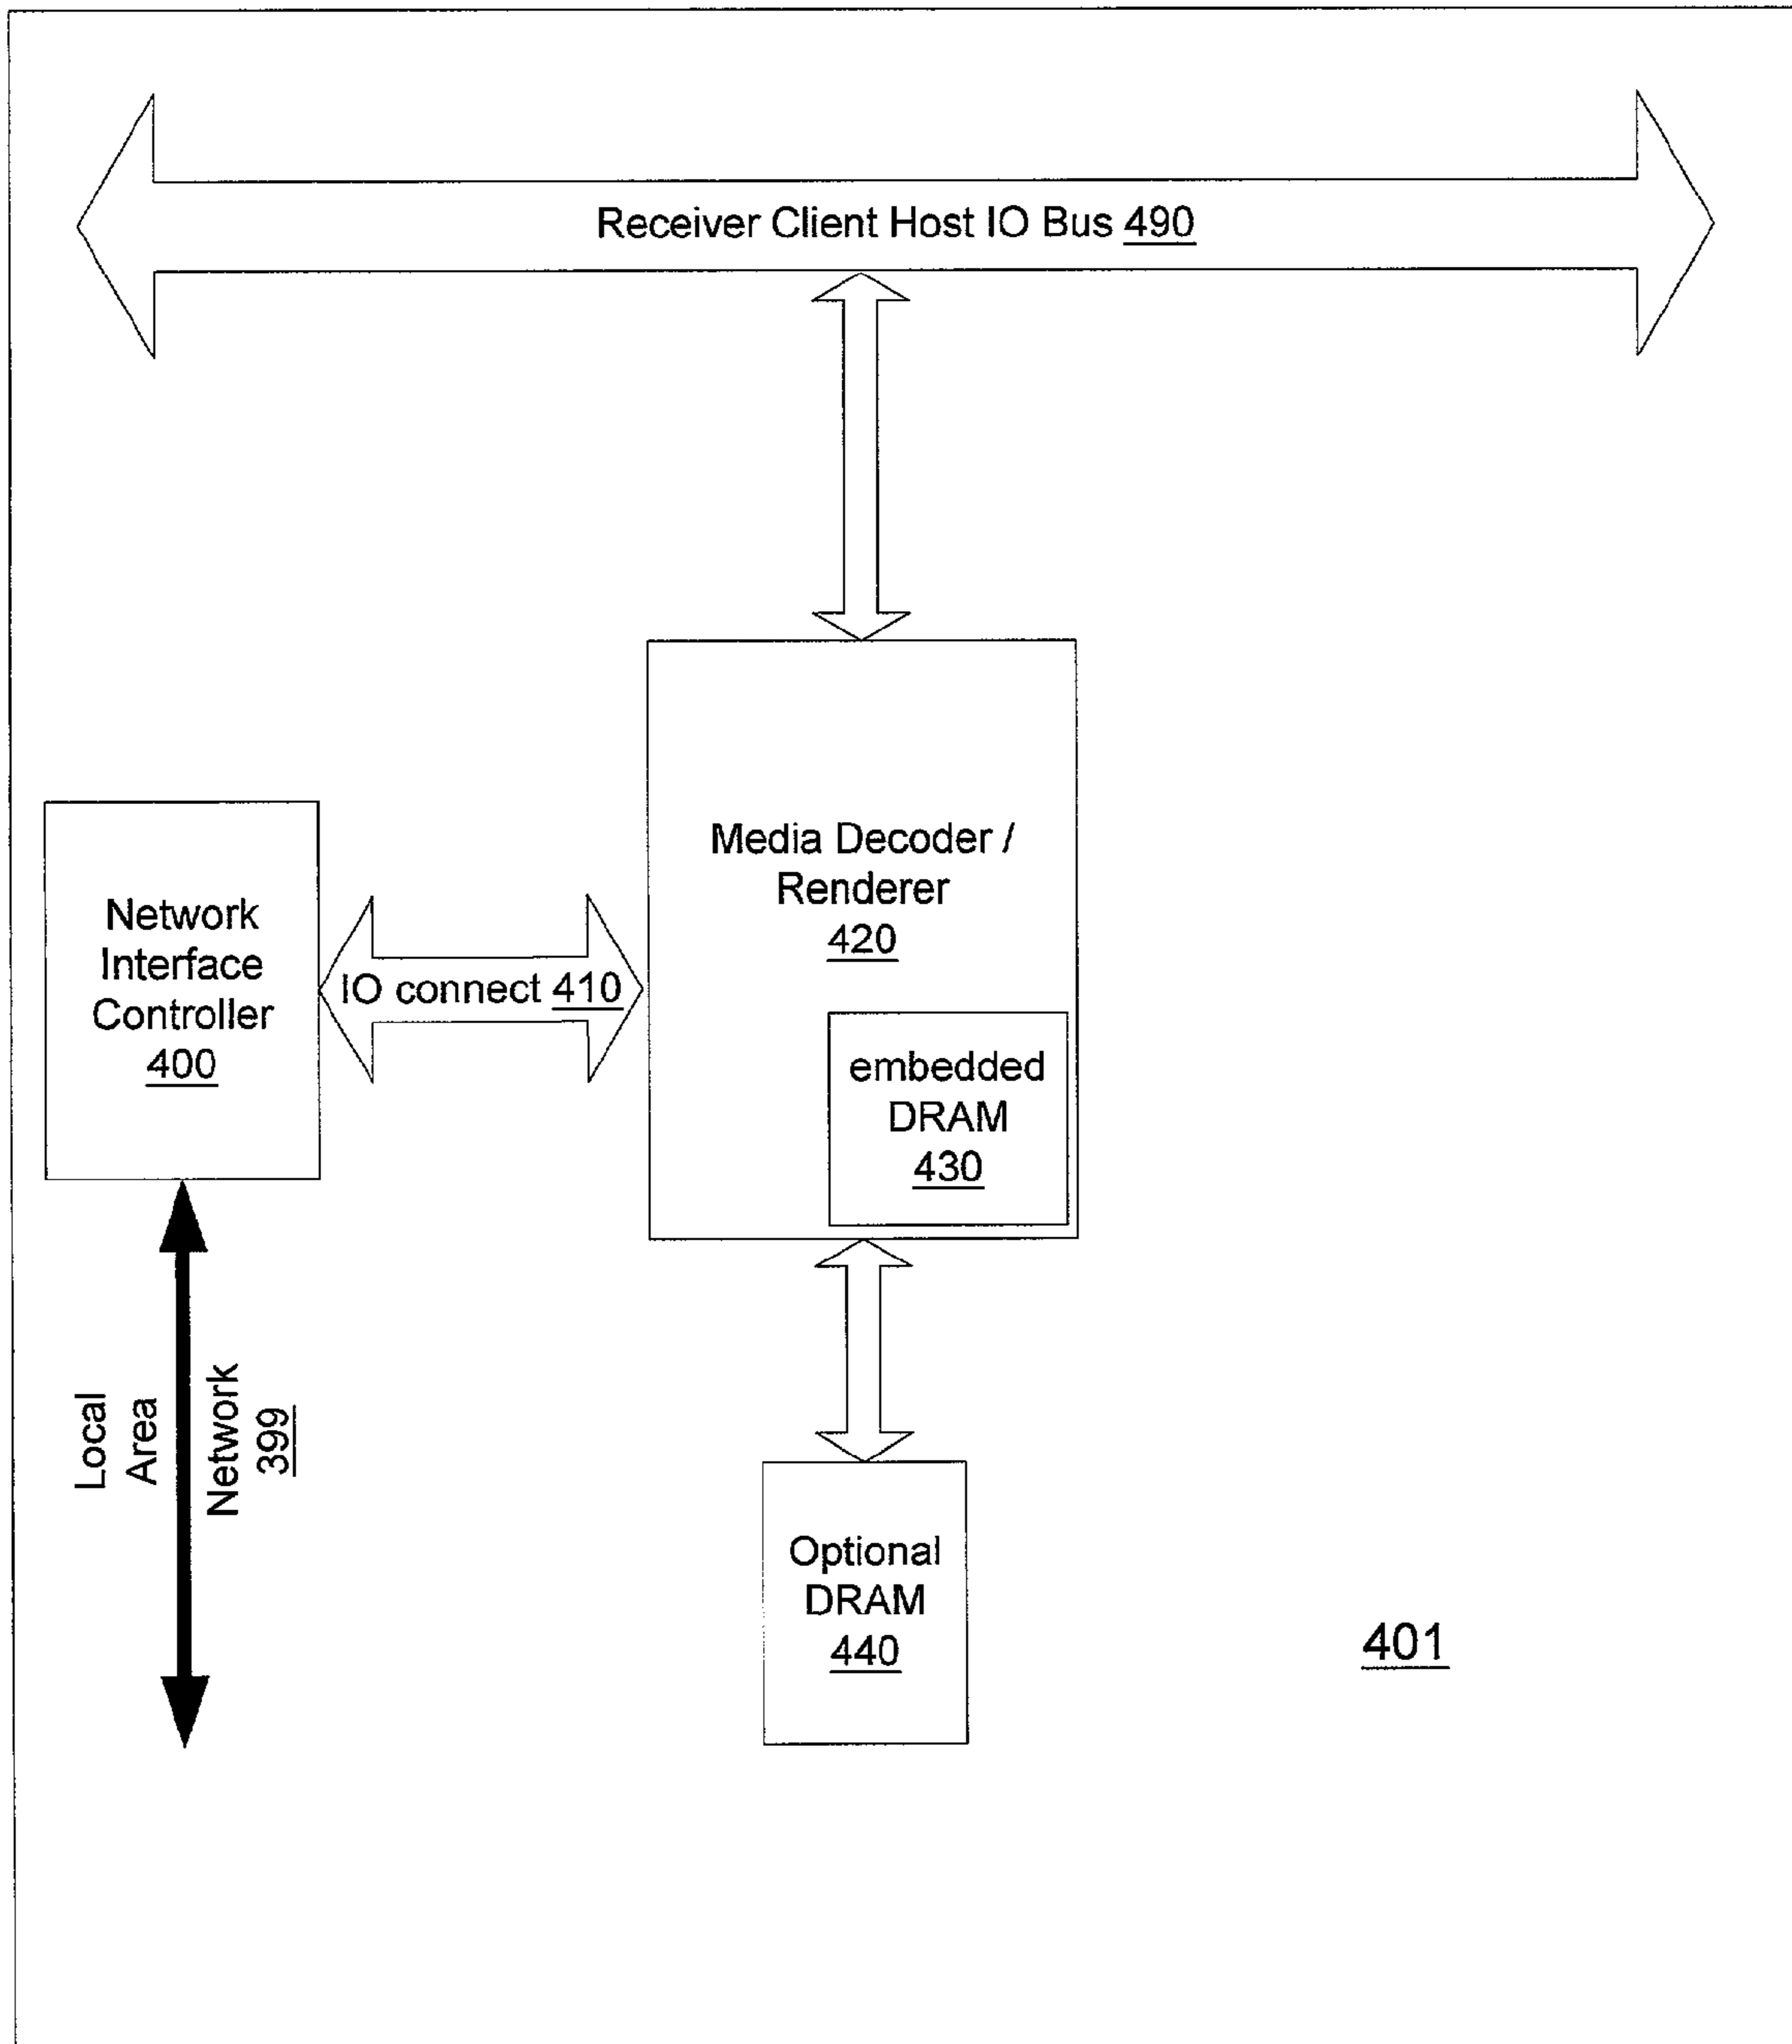 Receiver Client Host IO Bus 490
Media Decoder /
Renderer
420
Network
Interface
Controller
400
IO connect 410
embedded
DRAM
430
Local
Area
Network
399
Optional
DRAM
440
401